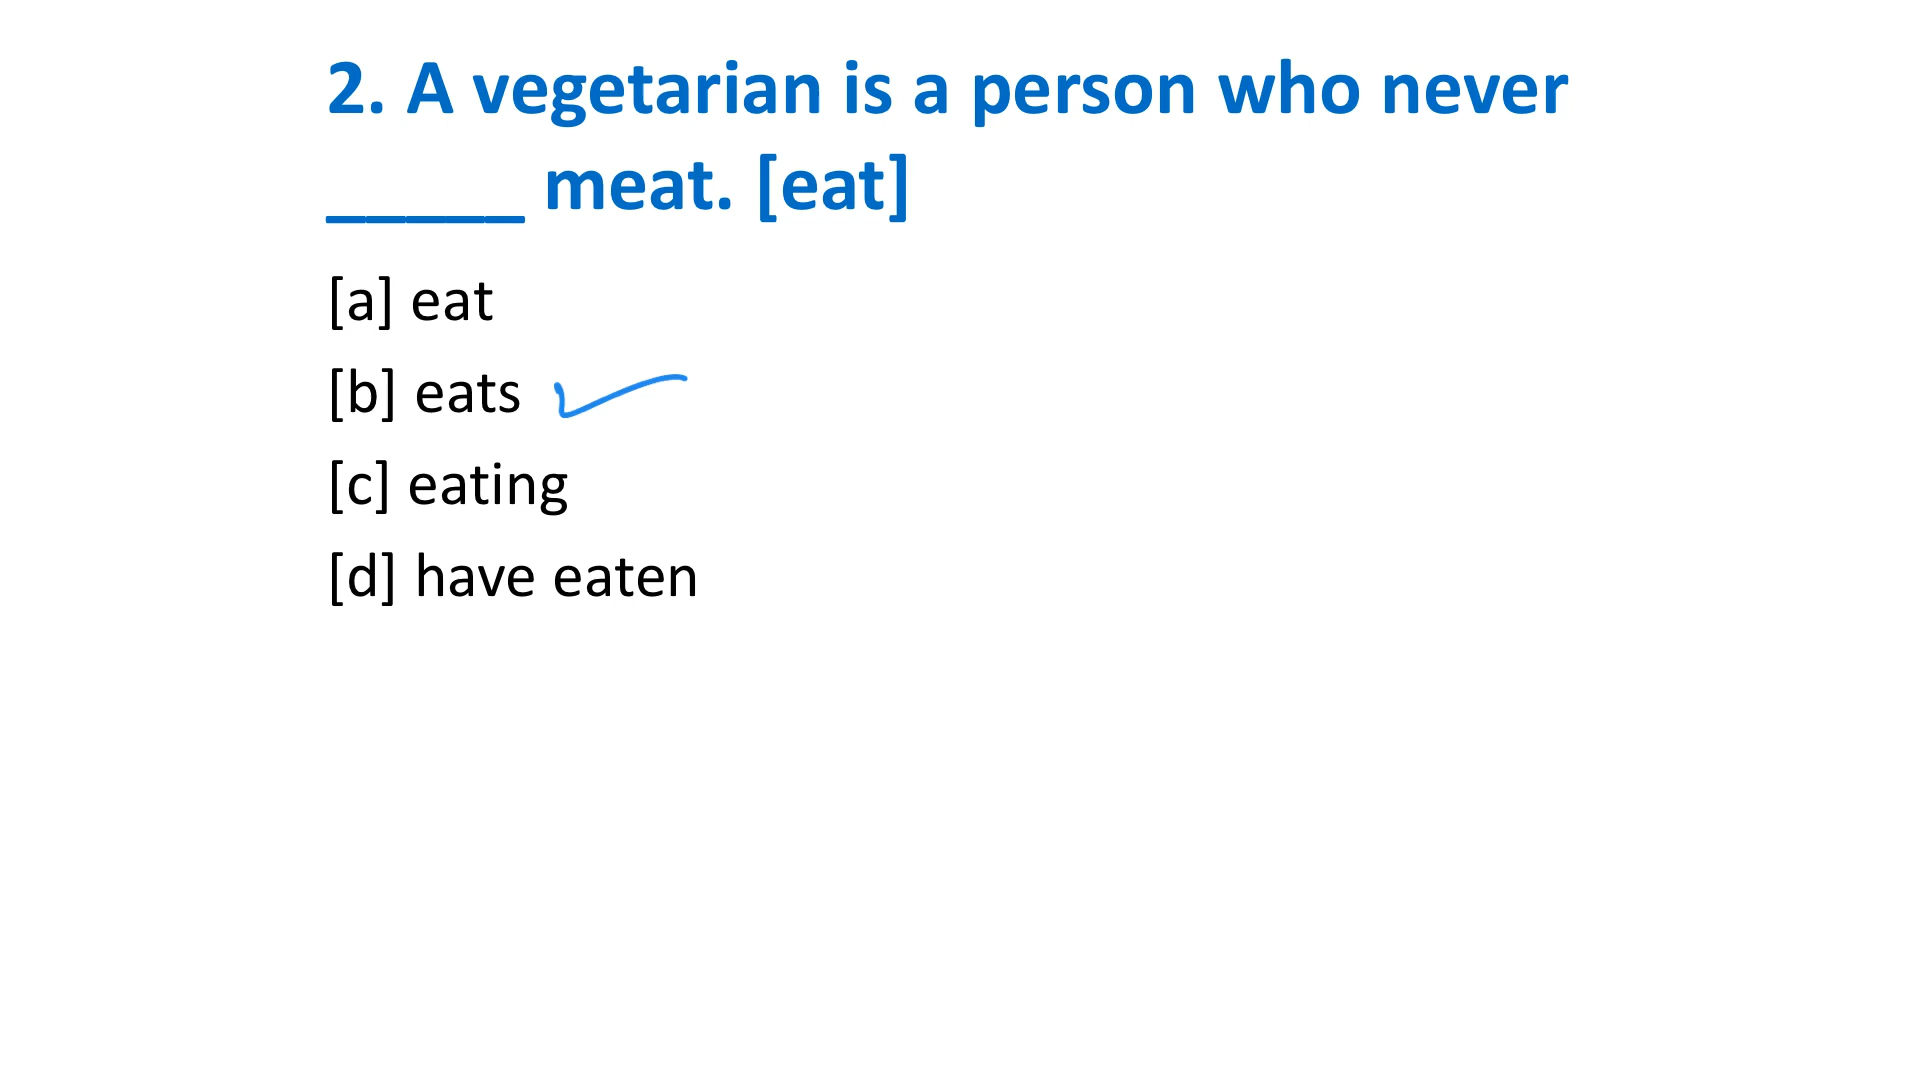 2. A vegetarian is a person who never
_____ meat. [eat]
[a] eat
[b] eats
[c] eating
[d] have eaten